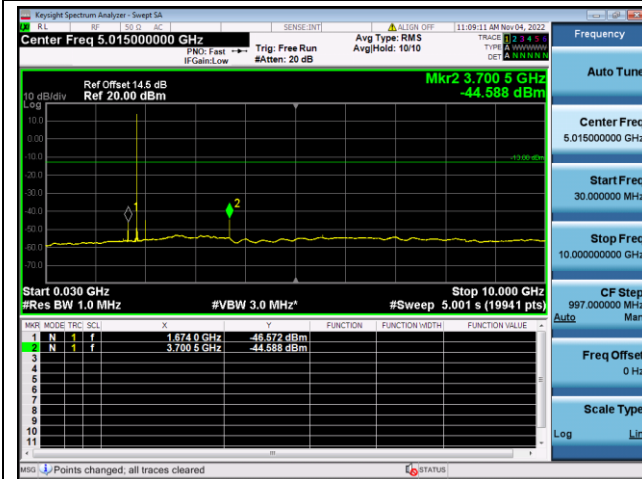 Keysight Spectrum Analyzer - Swept SA
RL RF 50 Ω AC SENSE:INT ALIGN OFF 11:09:11 AM Nov 04, 2022
Center Freq 5.015000000 GHz
PNO: Fast
IFGain:Low
Trig: Free Run
#Atten: 20 dB
Avg Type: RMS
Avg|Hold: 10/10
TRACE 1 2 3 4 5 6
TYPE A WWWWW
DET A N N N N N
Ref Offset 14.5 dB
Ref 20.00 dBm
Mkr2 3.700 5 GHz
-44.588 dBm
10 dB/div
Log
10.0
0.00
-10.0
-20.0
-30.0
-40.0
-50.0
-60.0
-70.0
-13.00 dBm
1
2
Start 0.030 GHz Stop 10.000 GHz
#Res BW 1.0 MHz #VBW 3.0 MHz* #Sweep 5.001 s (19941 pts)
MKR MODE TRC SCL X Y FUNCTION FUNCTION WIDTH FUNCTION VALUE
1 N 1 f 1.674 0 GHz -46.572 dBm
2 N 1 f 3.700 5 GHz -44.588 dBm
3
4
5
6
7
8
9
10
11
MSG Points changed; all traces cleared STATUS
Frequency
Auto Tune
Center Freq
5.015000000 GHz
Start Freq
30.000000 MHz
Stop Freq
10.000000000 GHz
CF Step
997.000000 MHz
Auto Man
Freq Offset
0 Hz
Scale Type
Log Lin